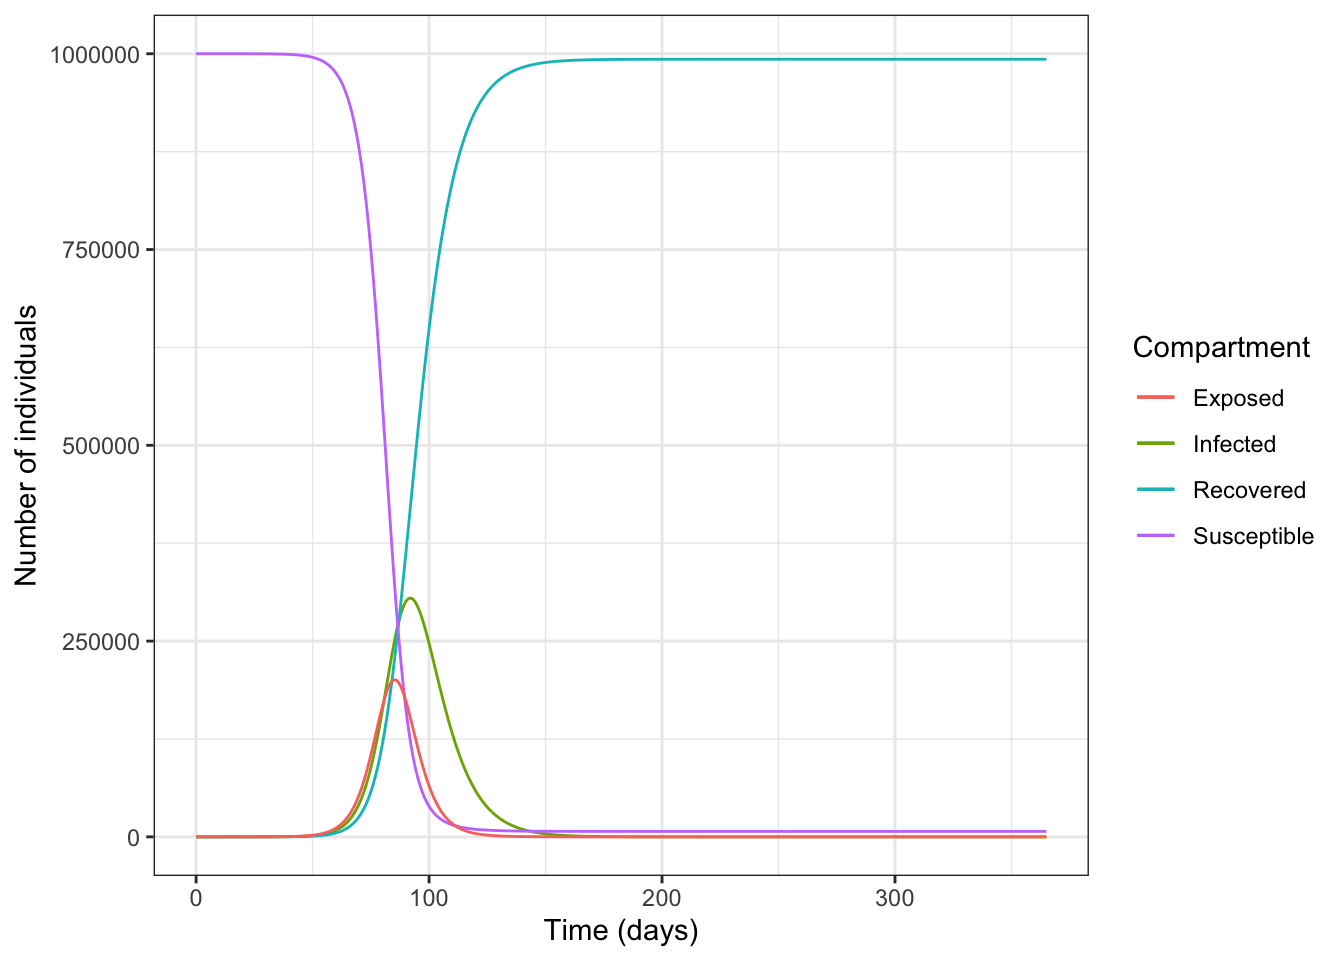 1000000
750000
500000
250000
0
Number of individuals
0 100 200 300
Time (days)
Compartment
Exposed
Infected
Recovered
Susceptible